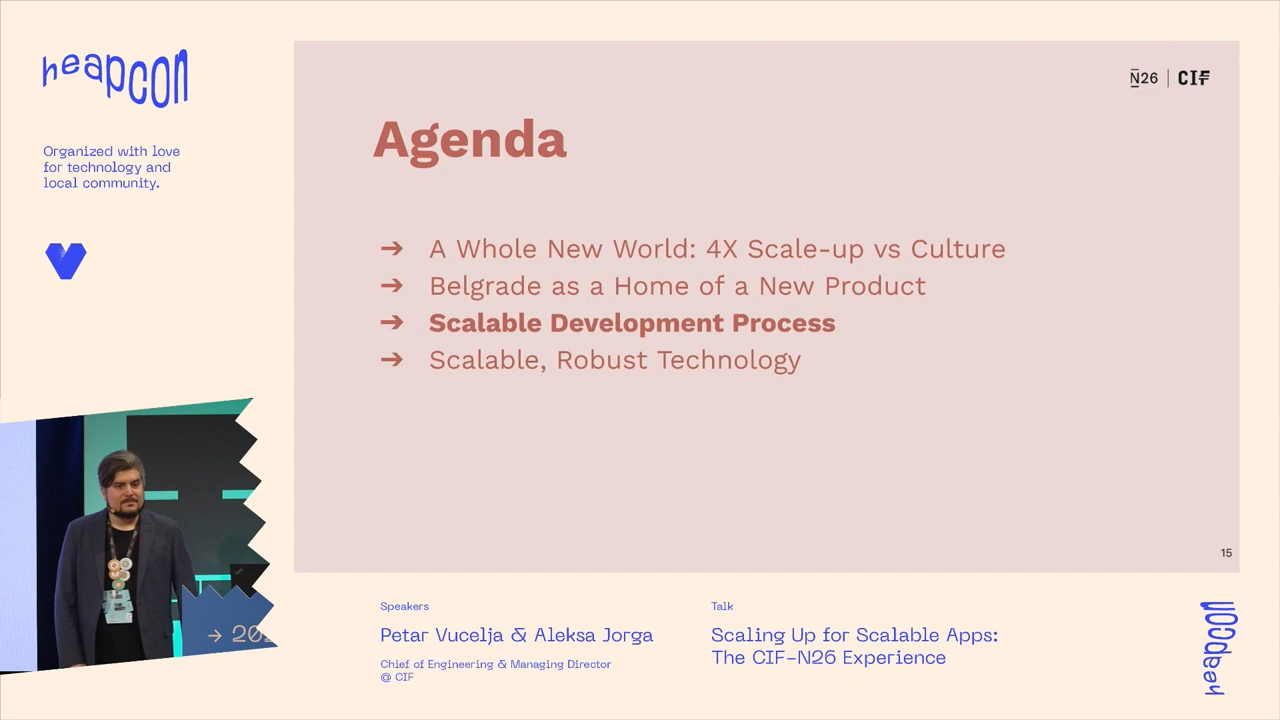 heapcon
Organized with love
for technology and
local community.
N26 | CIF
Agenda
➔ A Whole New World: 4X Scale-up vs Culture
➔ Belgrade as a Home of a New Product
➔ Scalable Development Process
➔ Scalable, Robust Technology
15
→ 20
Speakers
Petar Vucelja & Aleksa Jorga
Chief of Engineering & Managing Director
@ CIF
Talk
Scaling Up for Scalable Apps:
The CIF–N26 Experience
heapcon